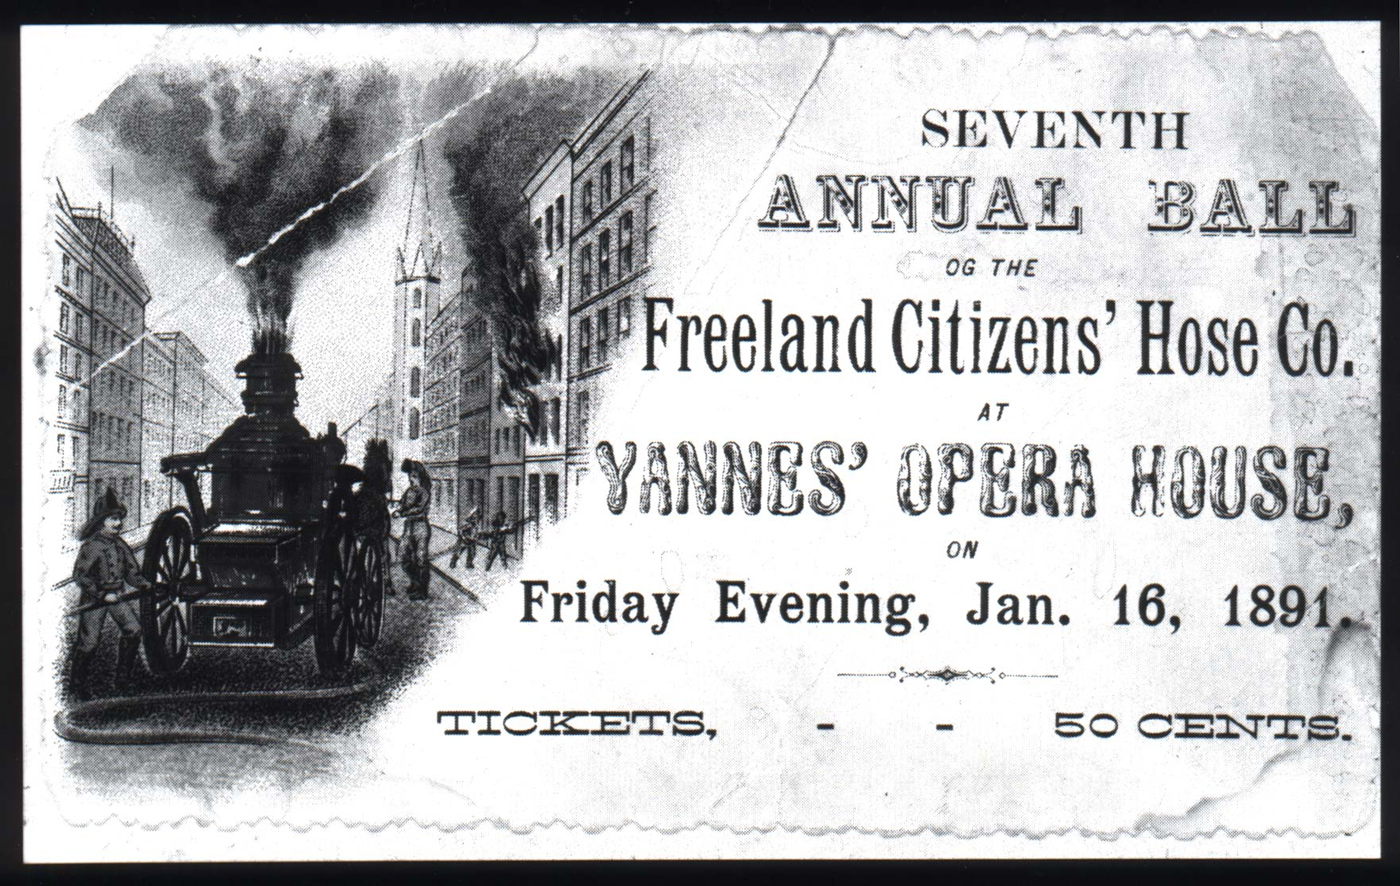 SEVENTH
ANNUAL BALL
OG THE
Freeland Citizens' Hose Co.
AT
YANNES' OPERA HOUSE,
ON
Friday Evening, Jan. 16, 1891.
TICKETS, - - 50 CENTS.